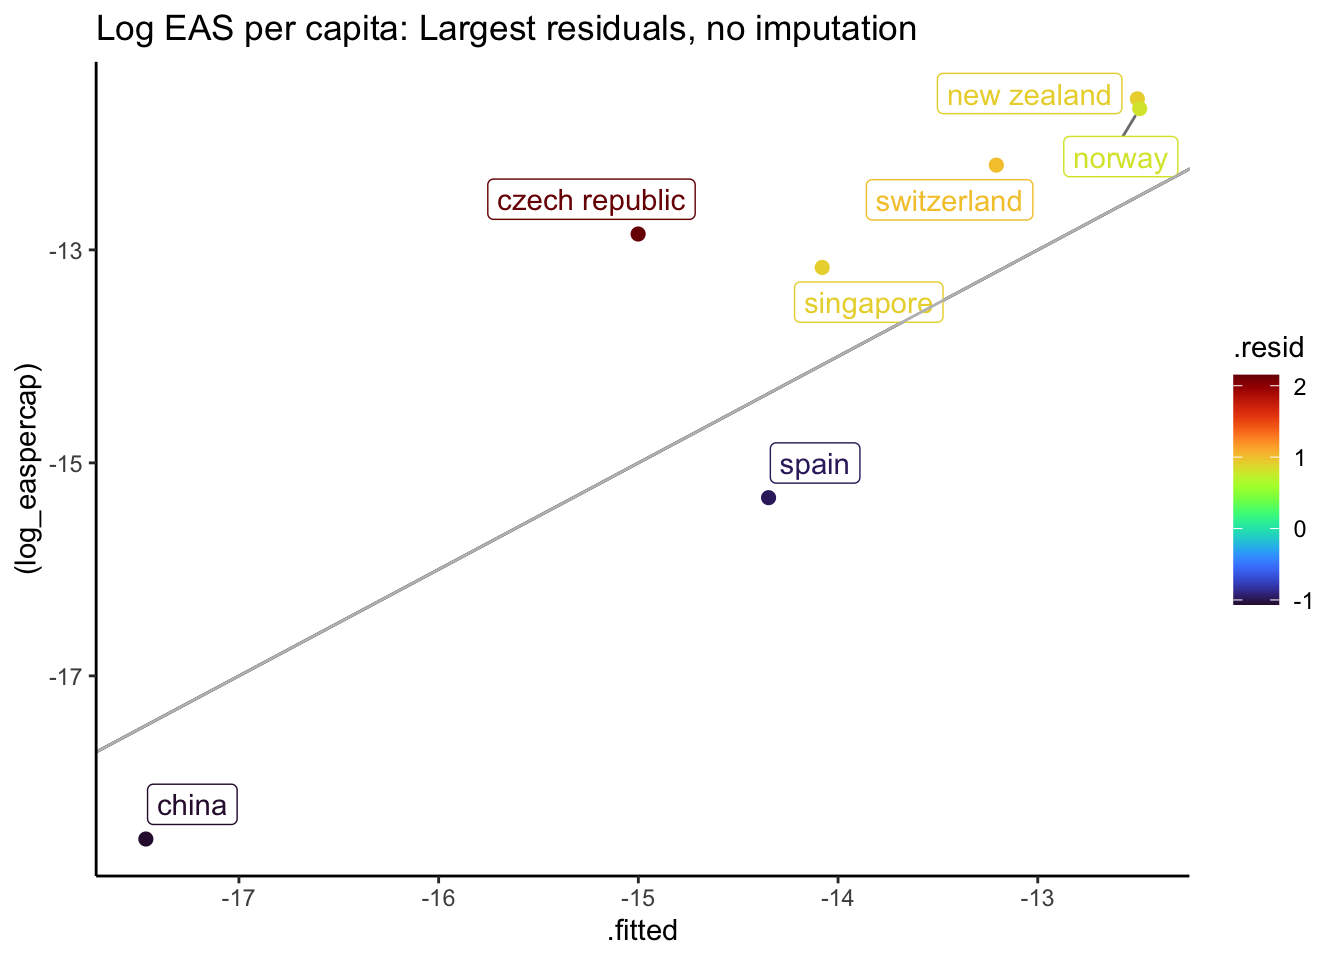 Log EAS per capita: Largest residuals, no imputation
new zealand
norway
czech republic
switzerland
singapore
spain
china
-13
-15
-17
(log_easpercap)
-17
-16
-15
-14
-13
.fitted
.resid
2
1
0
-1